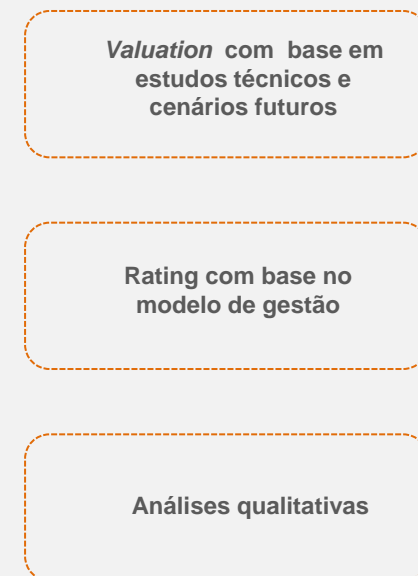 Valuation com base em
estudos técnicos e
cenários futuros
Rating com base no
modelo de gestão
Análises qualitativas